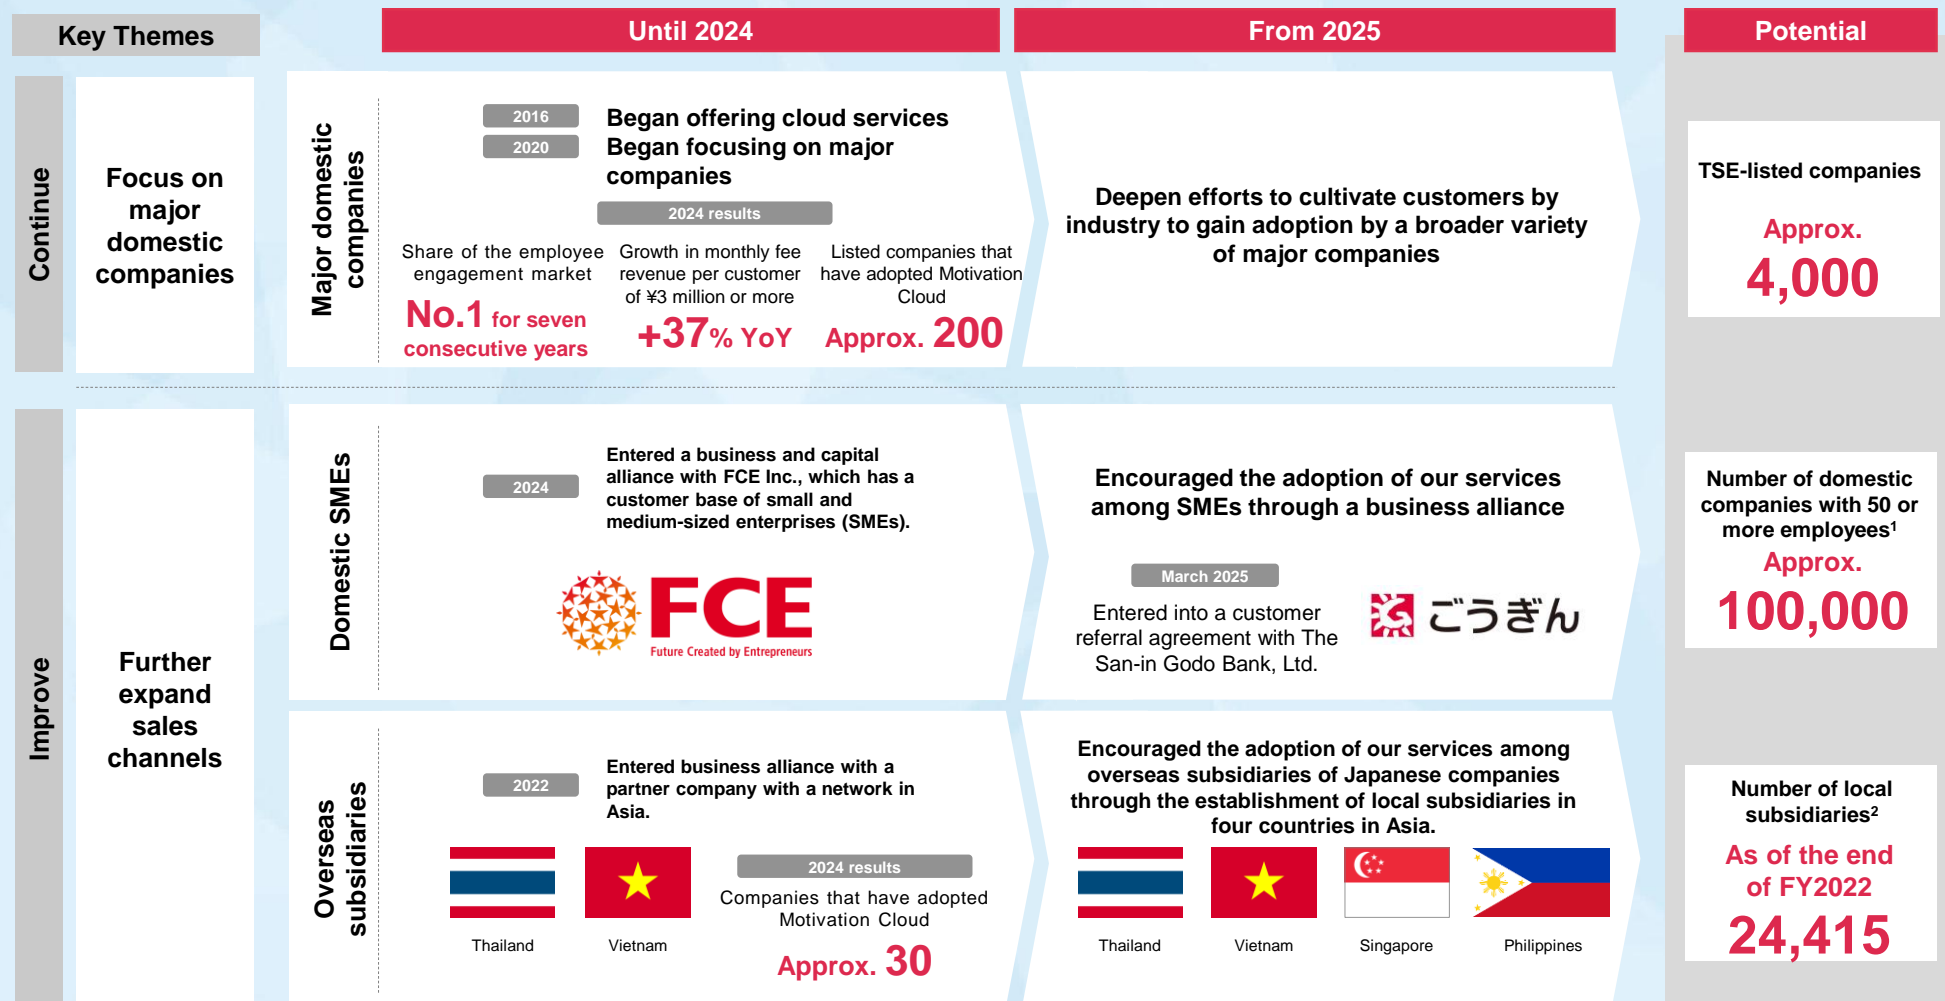 Key Themes
Until 2024
From 2025
Potential
Continue
Focus on
major
domestic
companies
Major domestic
companies
2016
Began offering cloud services
2020
Began focusing on major
companies
2024 results
Share of the employee
engagement market
No.1 for seven
consecutive years
Growth in monthly fee
revenue per customer
of ¥3 million or more
+37% YoY
Listed companies that
have adopted Motivation
Cloud
Approx. 200
Deepen efforts to cultivate customers by
industry to gain adoption by a broader variety
of major companies
TSE-listed companies
Approx.
4,000
Improve
Further
expand
sales
channels
Domestic SMEs
2024
Entered a business and capital
alliance with FCE Inc., which has a
customer base of small and
medium-sized enterprises (SMEs).
FCE
Future Created by Entrepreneurs
Encouraged the adoption of our services
among SMEs through a business alliance
March 2025
Entered into a customer
referral agreement with The
San-in Godo Bank, Ltd.
ごうぎん
Number of domestic
companies with 50 or
more employees¹
Approx.
100,000
Overseas
subsidiaries
2022
Entered business alliance with a
partner company with a network in
Asia.
Thailand
Vietnam
2024 results
Companies that have adopted
Motivation Cloud
Approx. 30
Encouraged the adoption of our services among
overseas subsidiaries of Japanese companies
through the establishment of local subsidiaries in
four countries in Asia.
Thailand
Vietnam
Singapore
Philippines
Number of local
subsidiaries²
As of the end
of FY2022
24,415